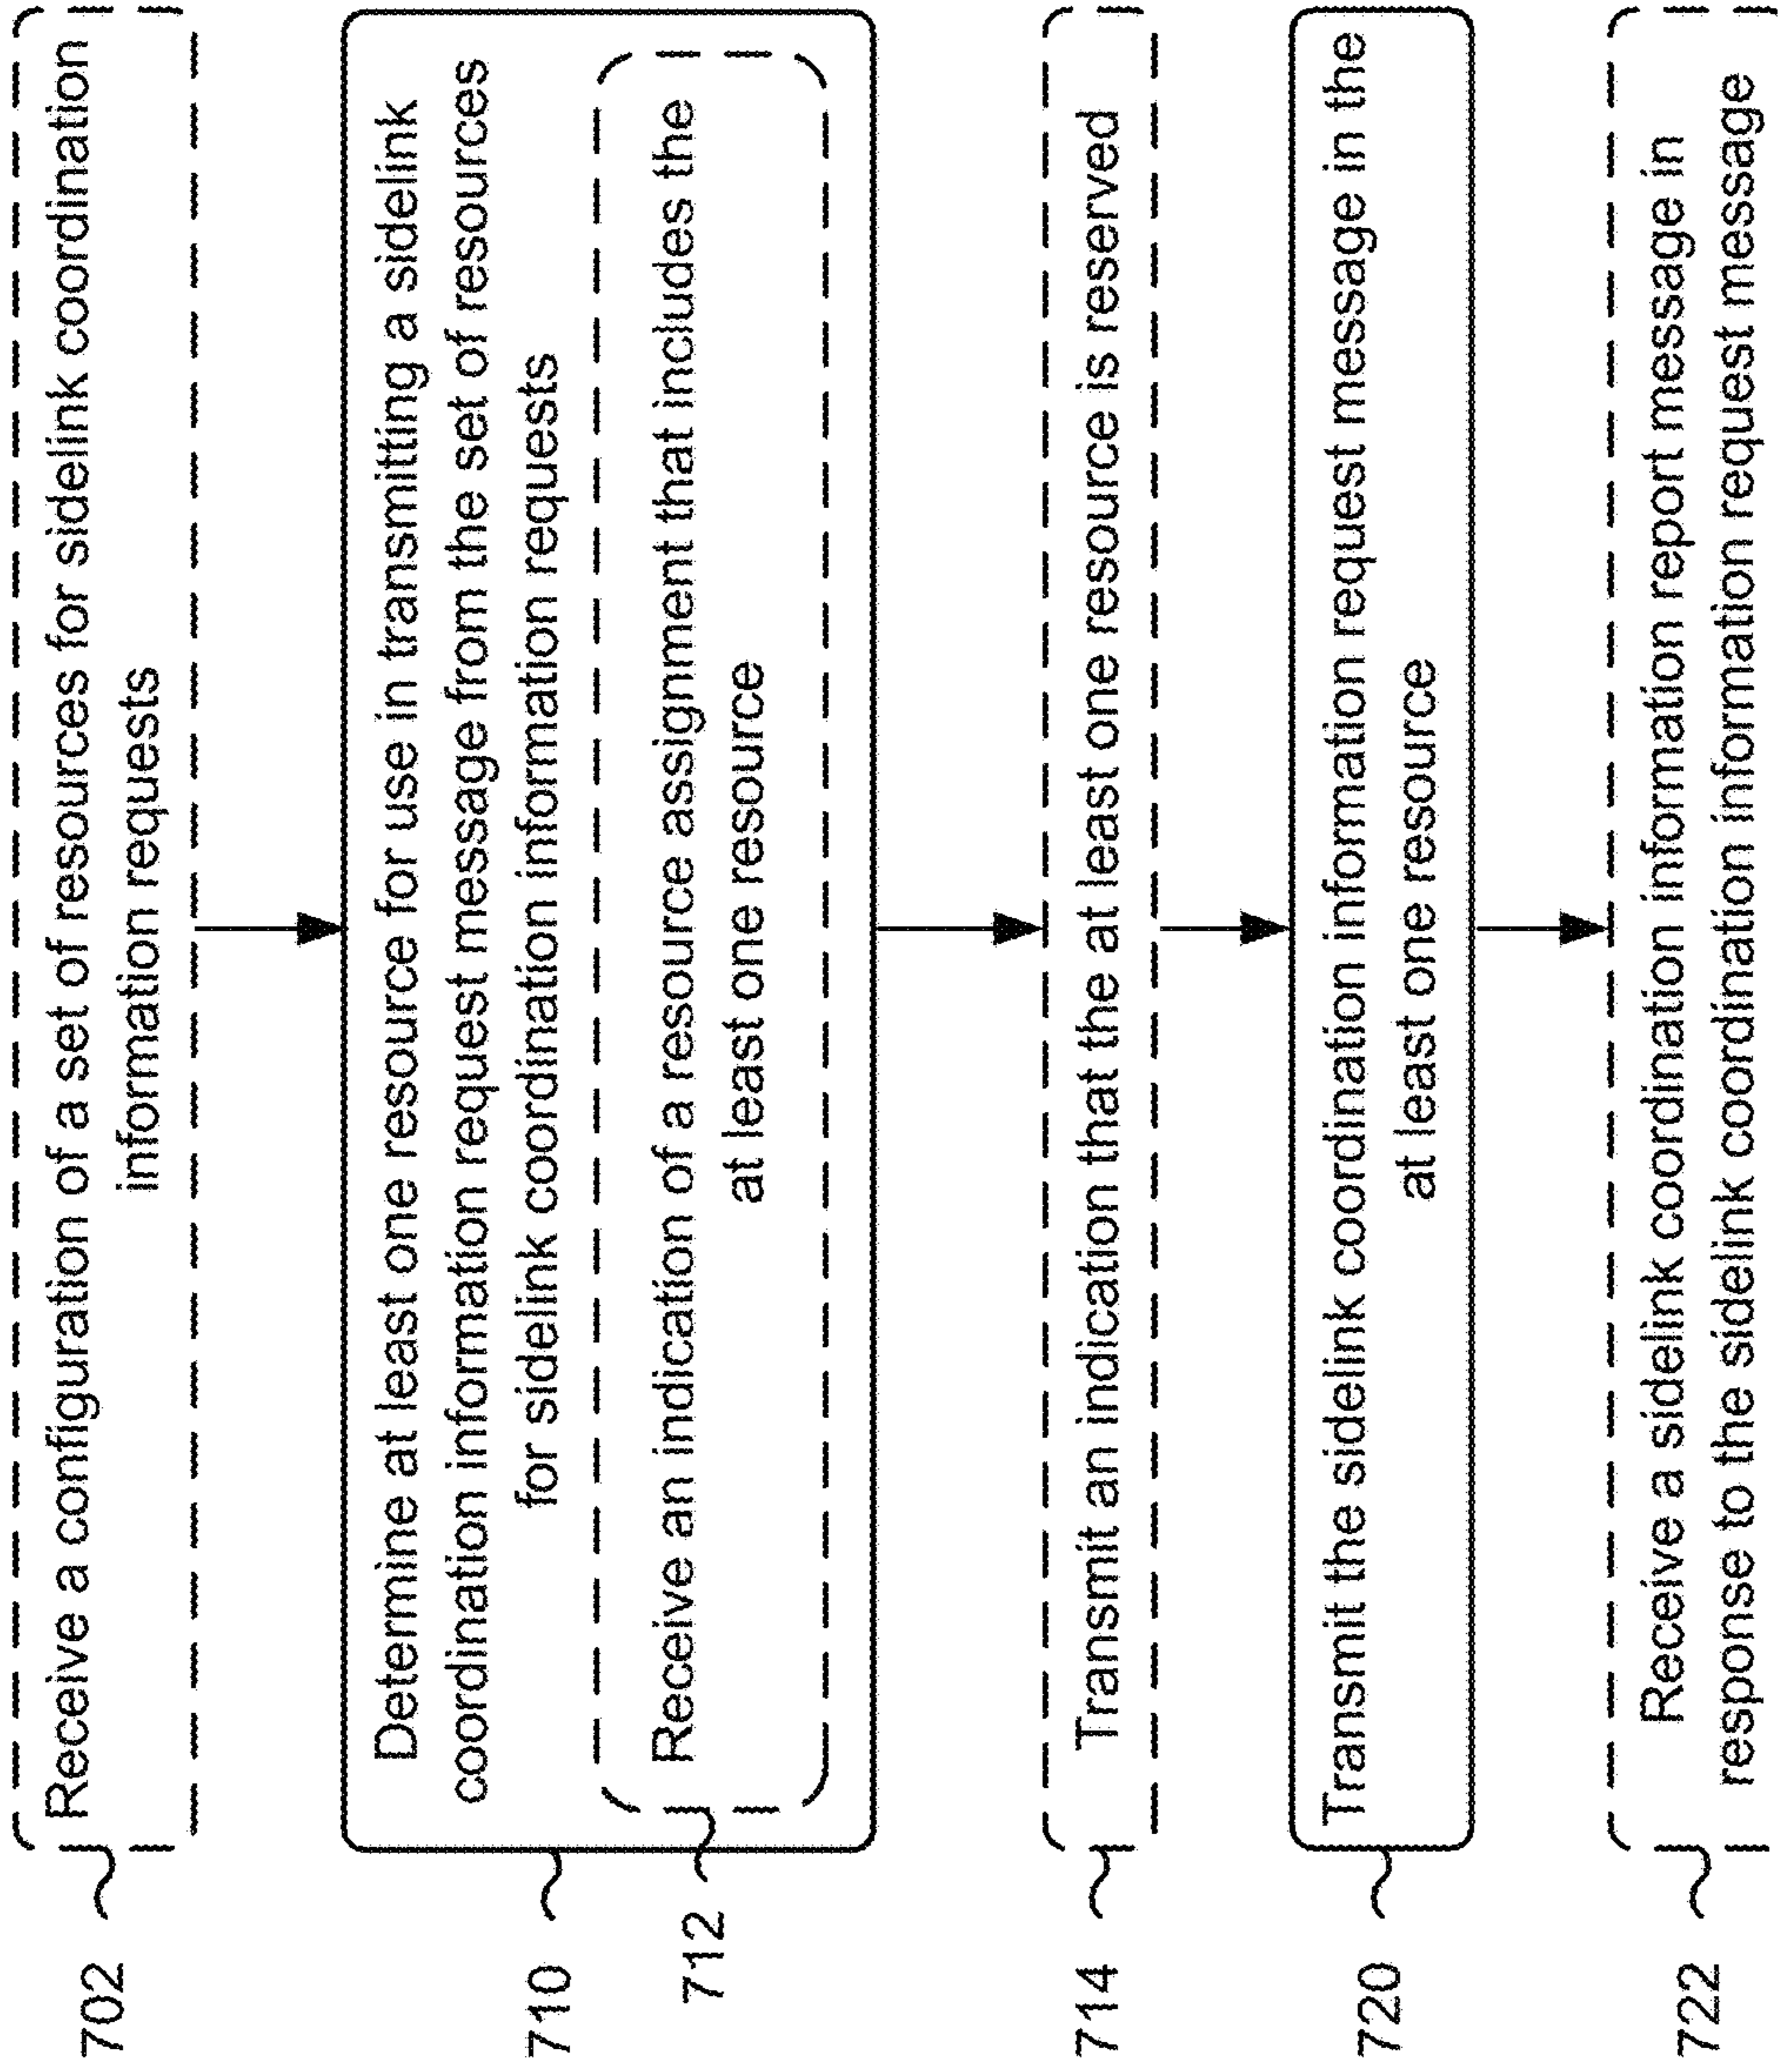 702
Receive a configuration of a set of resources for sidelink coordination
information requests
710
Determine at least one resource for use in transmitting a sidelink
coordination information request message from the set of resources
for sidelink coordination information requests
712
Receive an indication of a resource assignment that includes the
at least one resource
714
Transmit an indication that the at least one resource is reserved
720
Transmit the sidelink coordination information request message in the
at least one resource
722
Receive a sidelink coordination information report message in
response to the sidelink coordination information request message